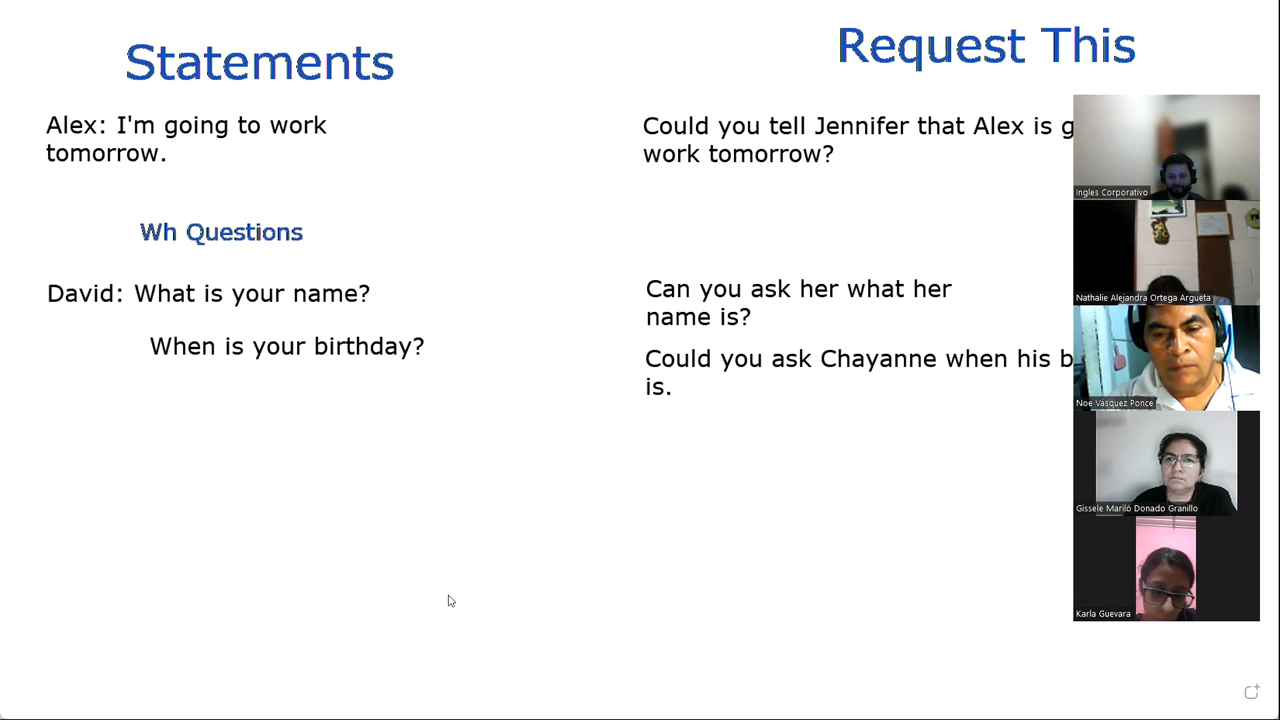 Statements
Request This
Alex: I'm going to work
tomorrow.
Could you tell Jennifer that Alex is
work tomorrow?
Wh Questions
David: What is your name?
When is your birthday?
Can you ask her what her
name is?
Could you ask Chayanne when his
is.
Ingles Corporativo
Nathalie Alejandra Ortega Argueta
Noe Vásquez Ponce
Gissele Mariló Donado Granillo
Karla Guevara